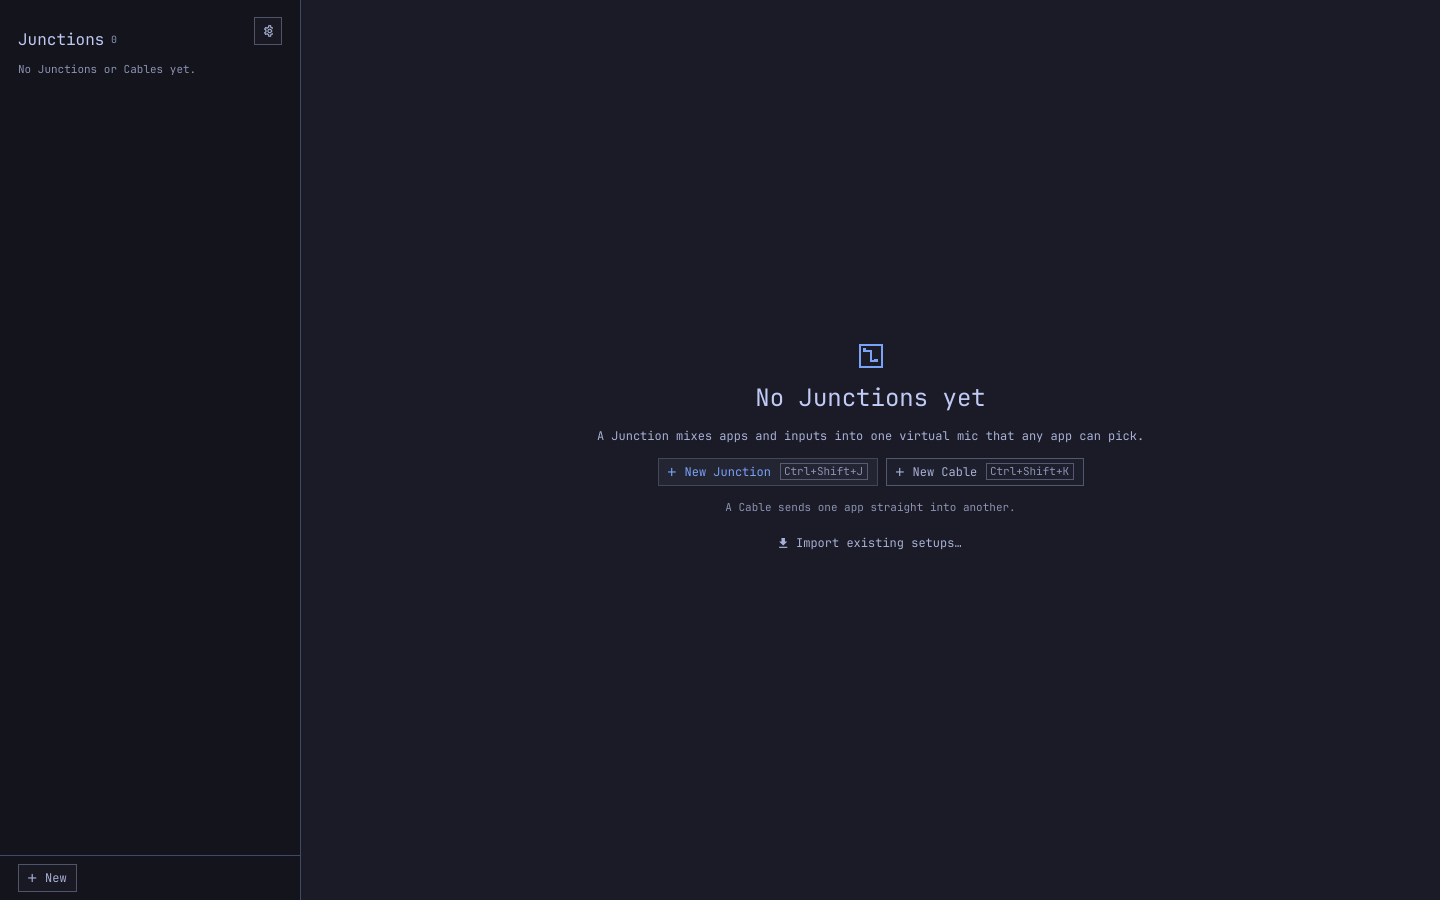 Junctions 0
No Junctions or Cables yet.
No Junctions yet
A Junction mixes apps and inputs into one virtual mic that any app can pick.
+ New Junction Ctrl+Shift+J
+ New Cable Ctrl+Shift+K
A Cable sends one app straight into another.
Import existing setups…
+ New